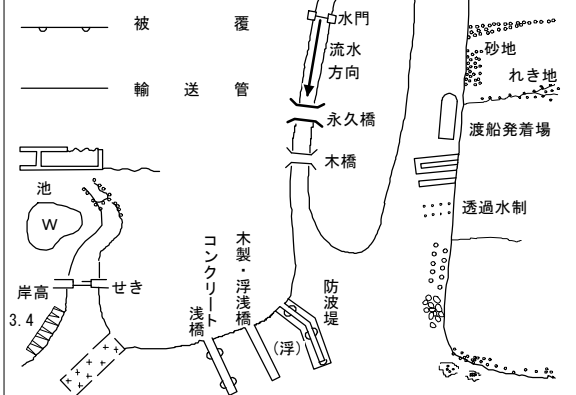 被覆
輸送管
水門
流水
方向
永久橋
木橋
砂地
れき地
渡船発着場
透過水制
池
W
岸高
3.4
せき
コンクリート
浅橋
木製・浮浅橋
防波堤
(浮)